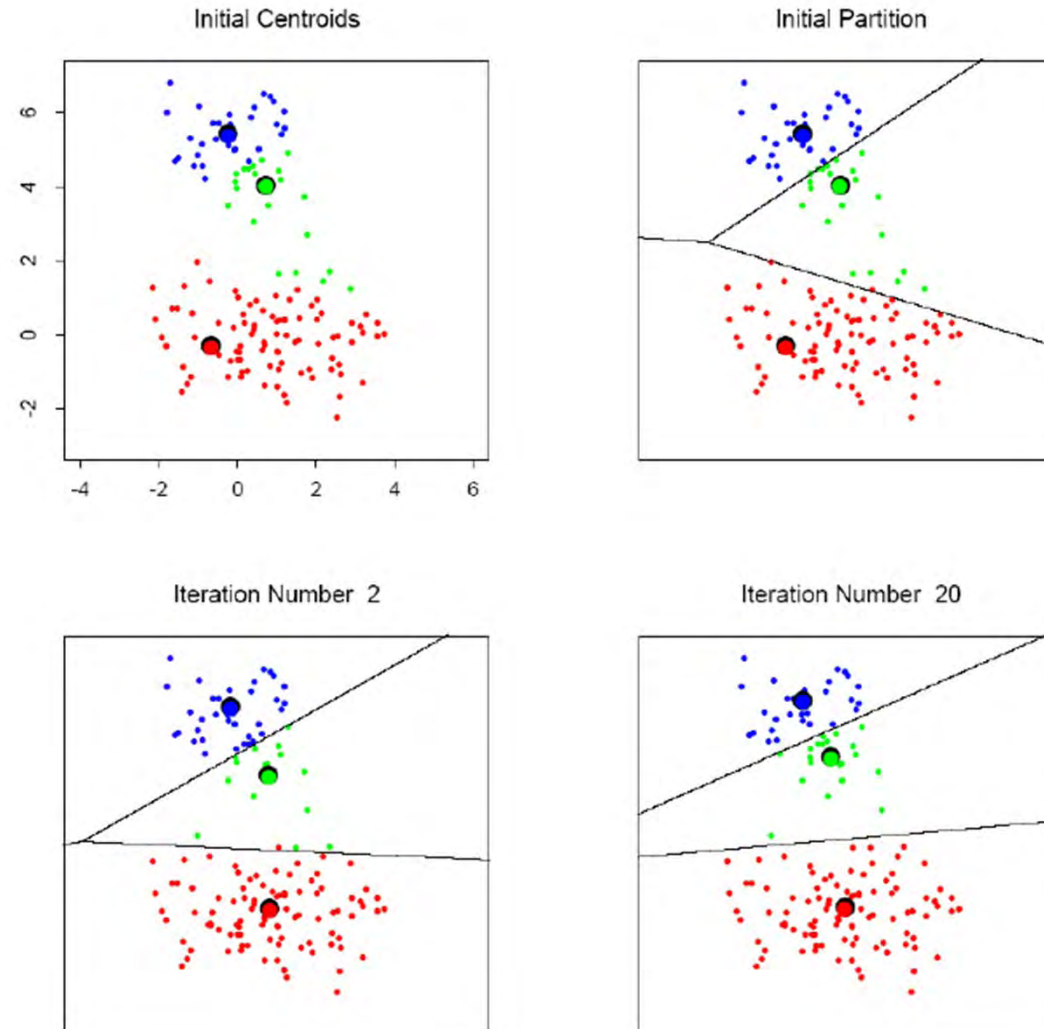 Initial Centroids
Initial Partition
6
4
2
0
-2
-4 -2 0 2 4 6
Iteration Number 2
Iteration Number 20